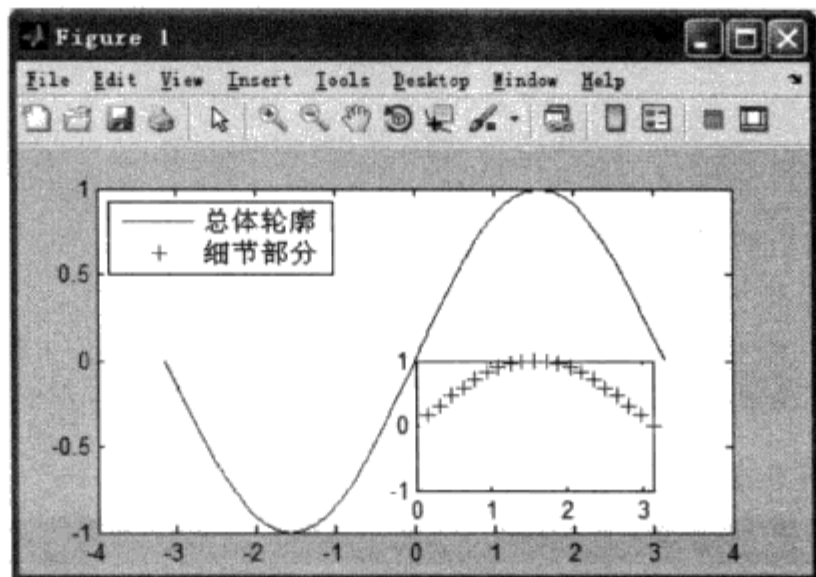 Figure 1
File Edit View Insert Tools Desktop Window Help
1
总体轮廓
细节部分
0.5
0
-0.5
-1
-4 -3 -2 -1 0 1 2 3 4
1
0
-1
0 1 2 3